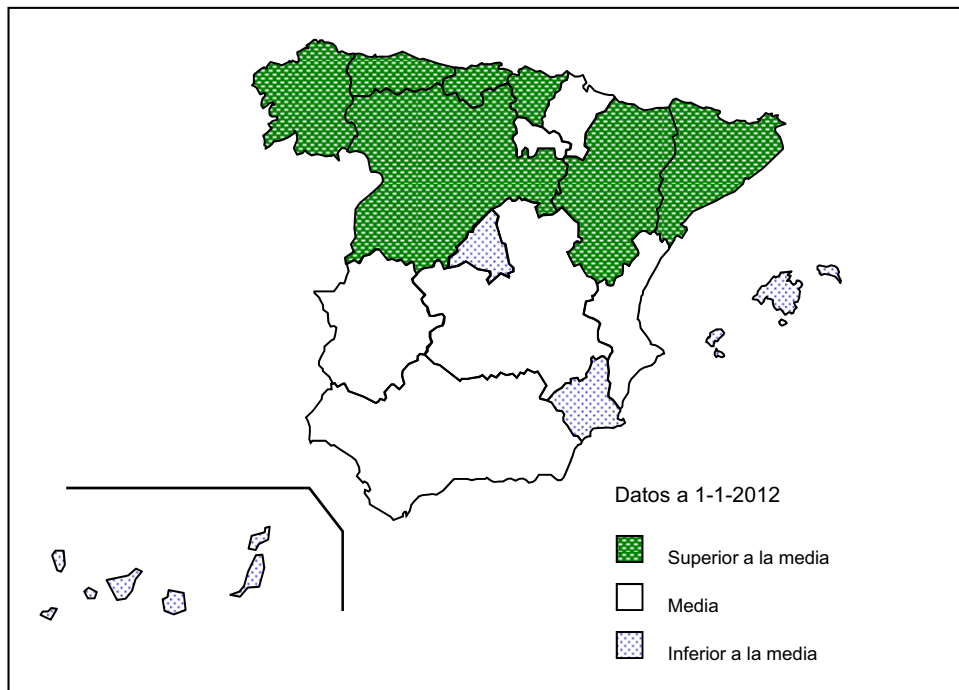 Datos a 1-1-2012
Superior a la media
Media
Inferior a la media